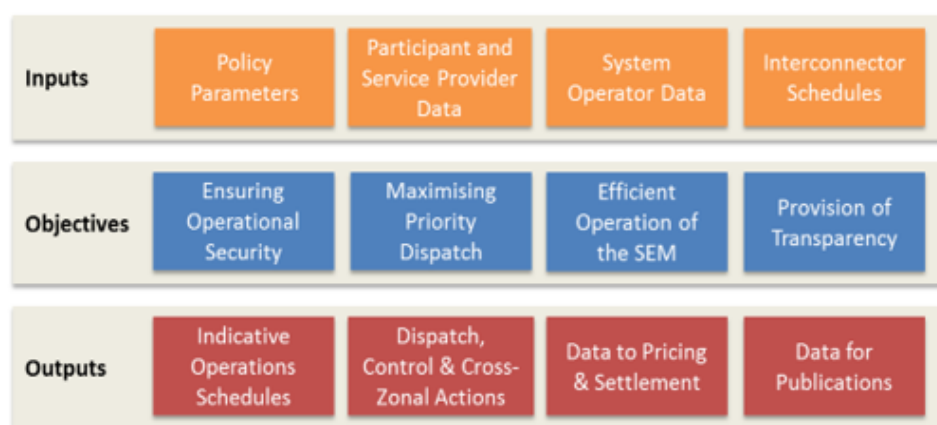 Inputs
Policy
Parameters
Participant and
Service Provider
Data
System
Operator Data
Interconnector
Schedules
Objectives
Ensuring
Operational
Security
Maximising
Priority
Dispatch
Efficient
Operation of
the SEM
Provision of
Transparency
Outputs
Indicative
Operations
Schedules
Dispatch,
Control & Cross-
Zonal Actions
Data to Pricing
& Settlement
Data for
Publications